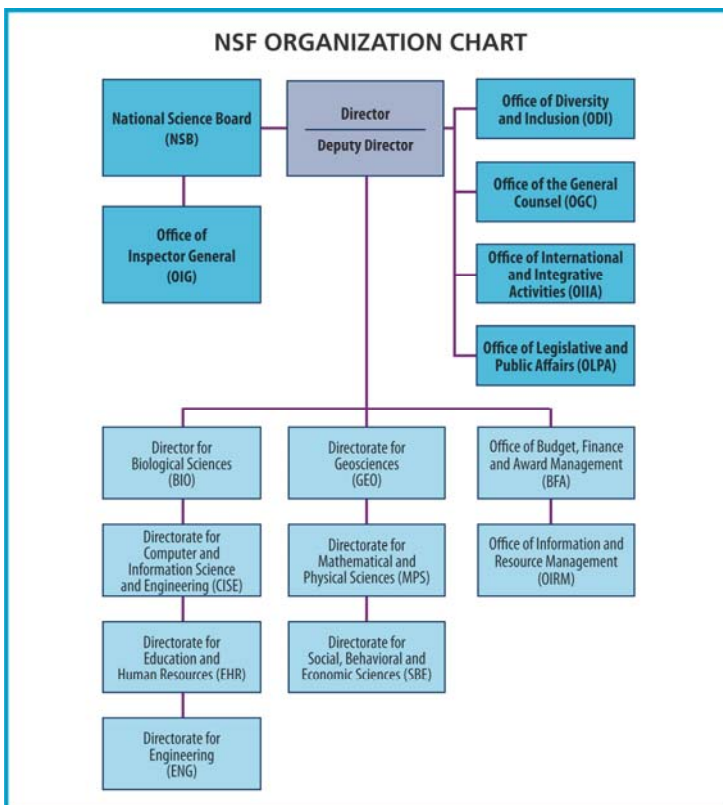 NSF ORGANIZATION CHART
National Science Board
(NSB)
Director
Deputy Director
Office of Diversity
and Inclusion (ODI)
Office of the General
Counsel (OGC)
Office of
Inspector General
(OIG)
Office of International
and Integrative
Activities (OIIA)
Office of Legislative and
Public Affairs (OLPA)
Director for
Biological Sciences
(BIO)
Directorate for
Geosciences
(GEO)
Office of Budget, Finance
and Award Management
(BFA)
Directorate for
Computer and
Information Science
and Engineering (CISE)
Directorate for
Mathematical and
Physical Sciences (MPS)
Office of Information and
Resource Management
(OIRM)
Directorate for
Education and
Human Resources (EHR)
Directorate for
Social, Behavioral and
Economic Sciences (SBE)
Directorate for
Engineering
(ENG)